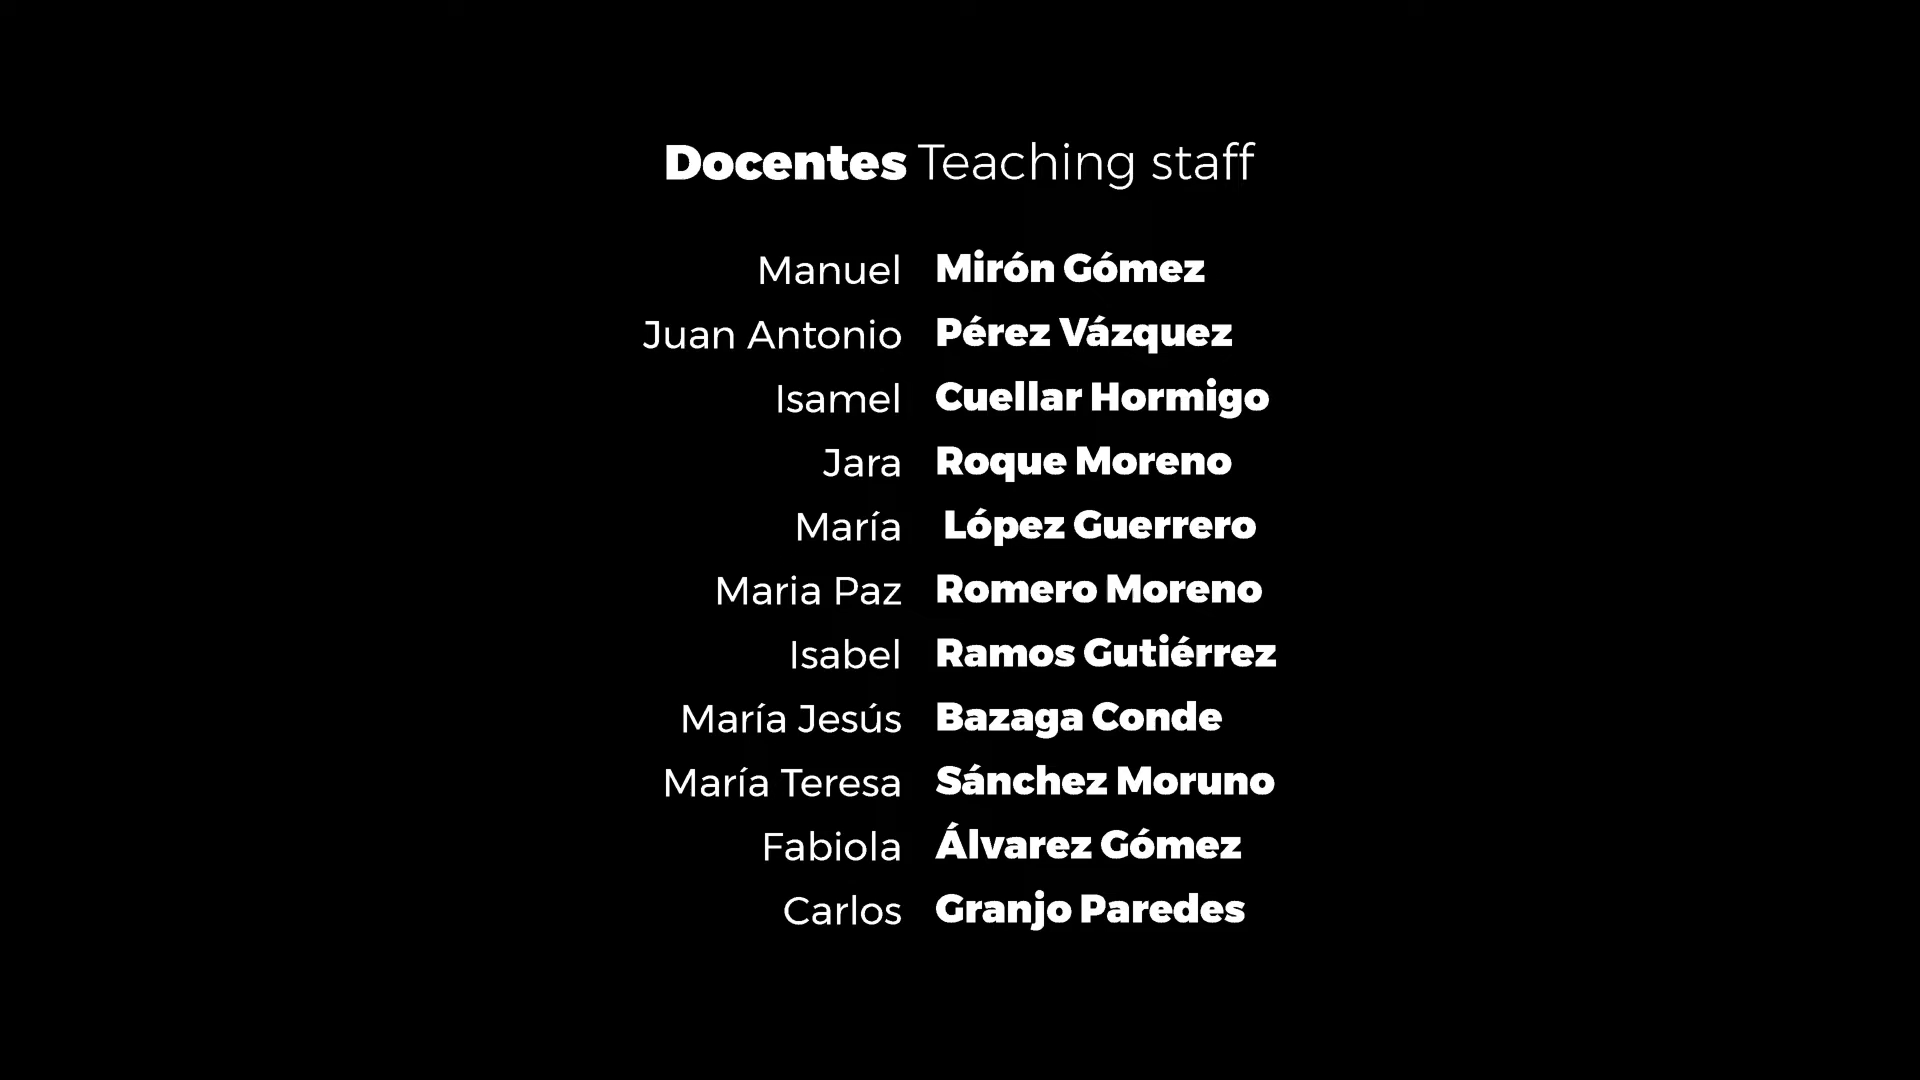 Docentes Teaching staff
Manuel Mirón Gómez
Juan Antonio Pérez Vázquez
Isamel Cuellar Hormigo
Jara Roque Moreno
María López Guerrero
Maria Paz Romero Moreno
Isabel Ramos Gutiérrez
María Jesús Bazaga Conde
María Teresa Sánchez Moruno
Fabiola Álvarez Gómez
Carlos Granjo Paredes